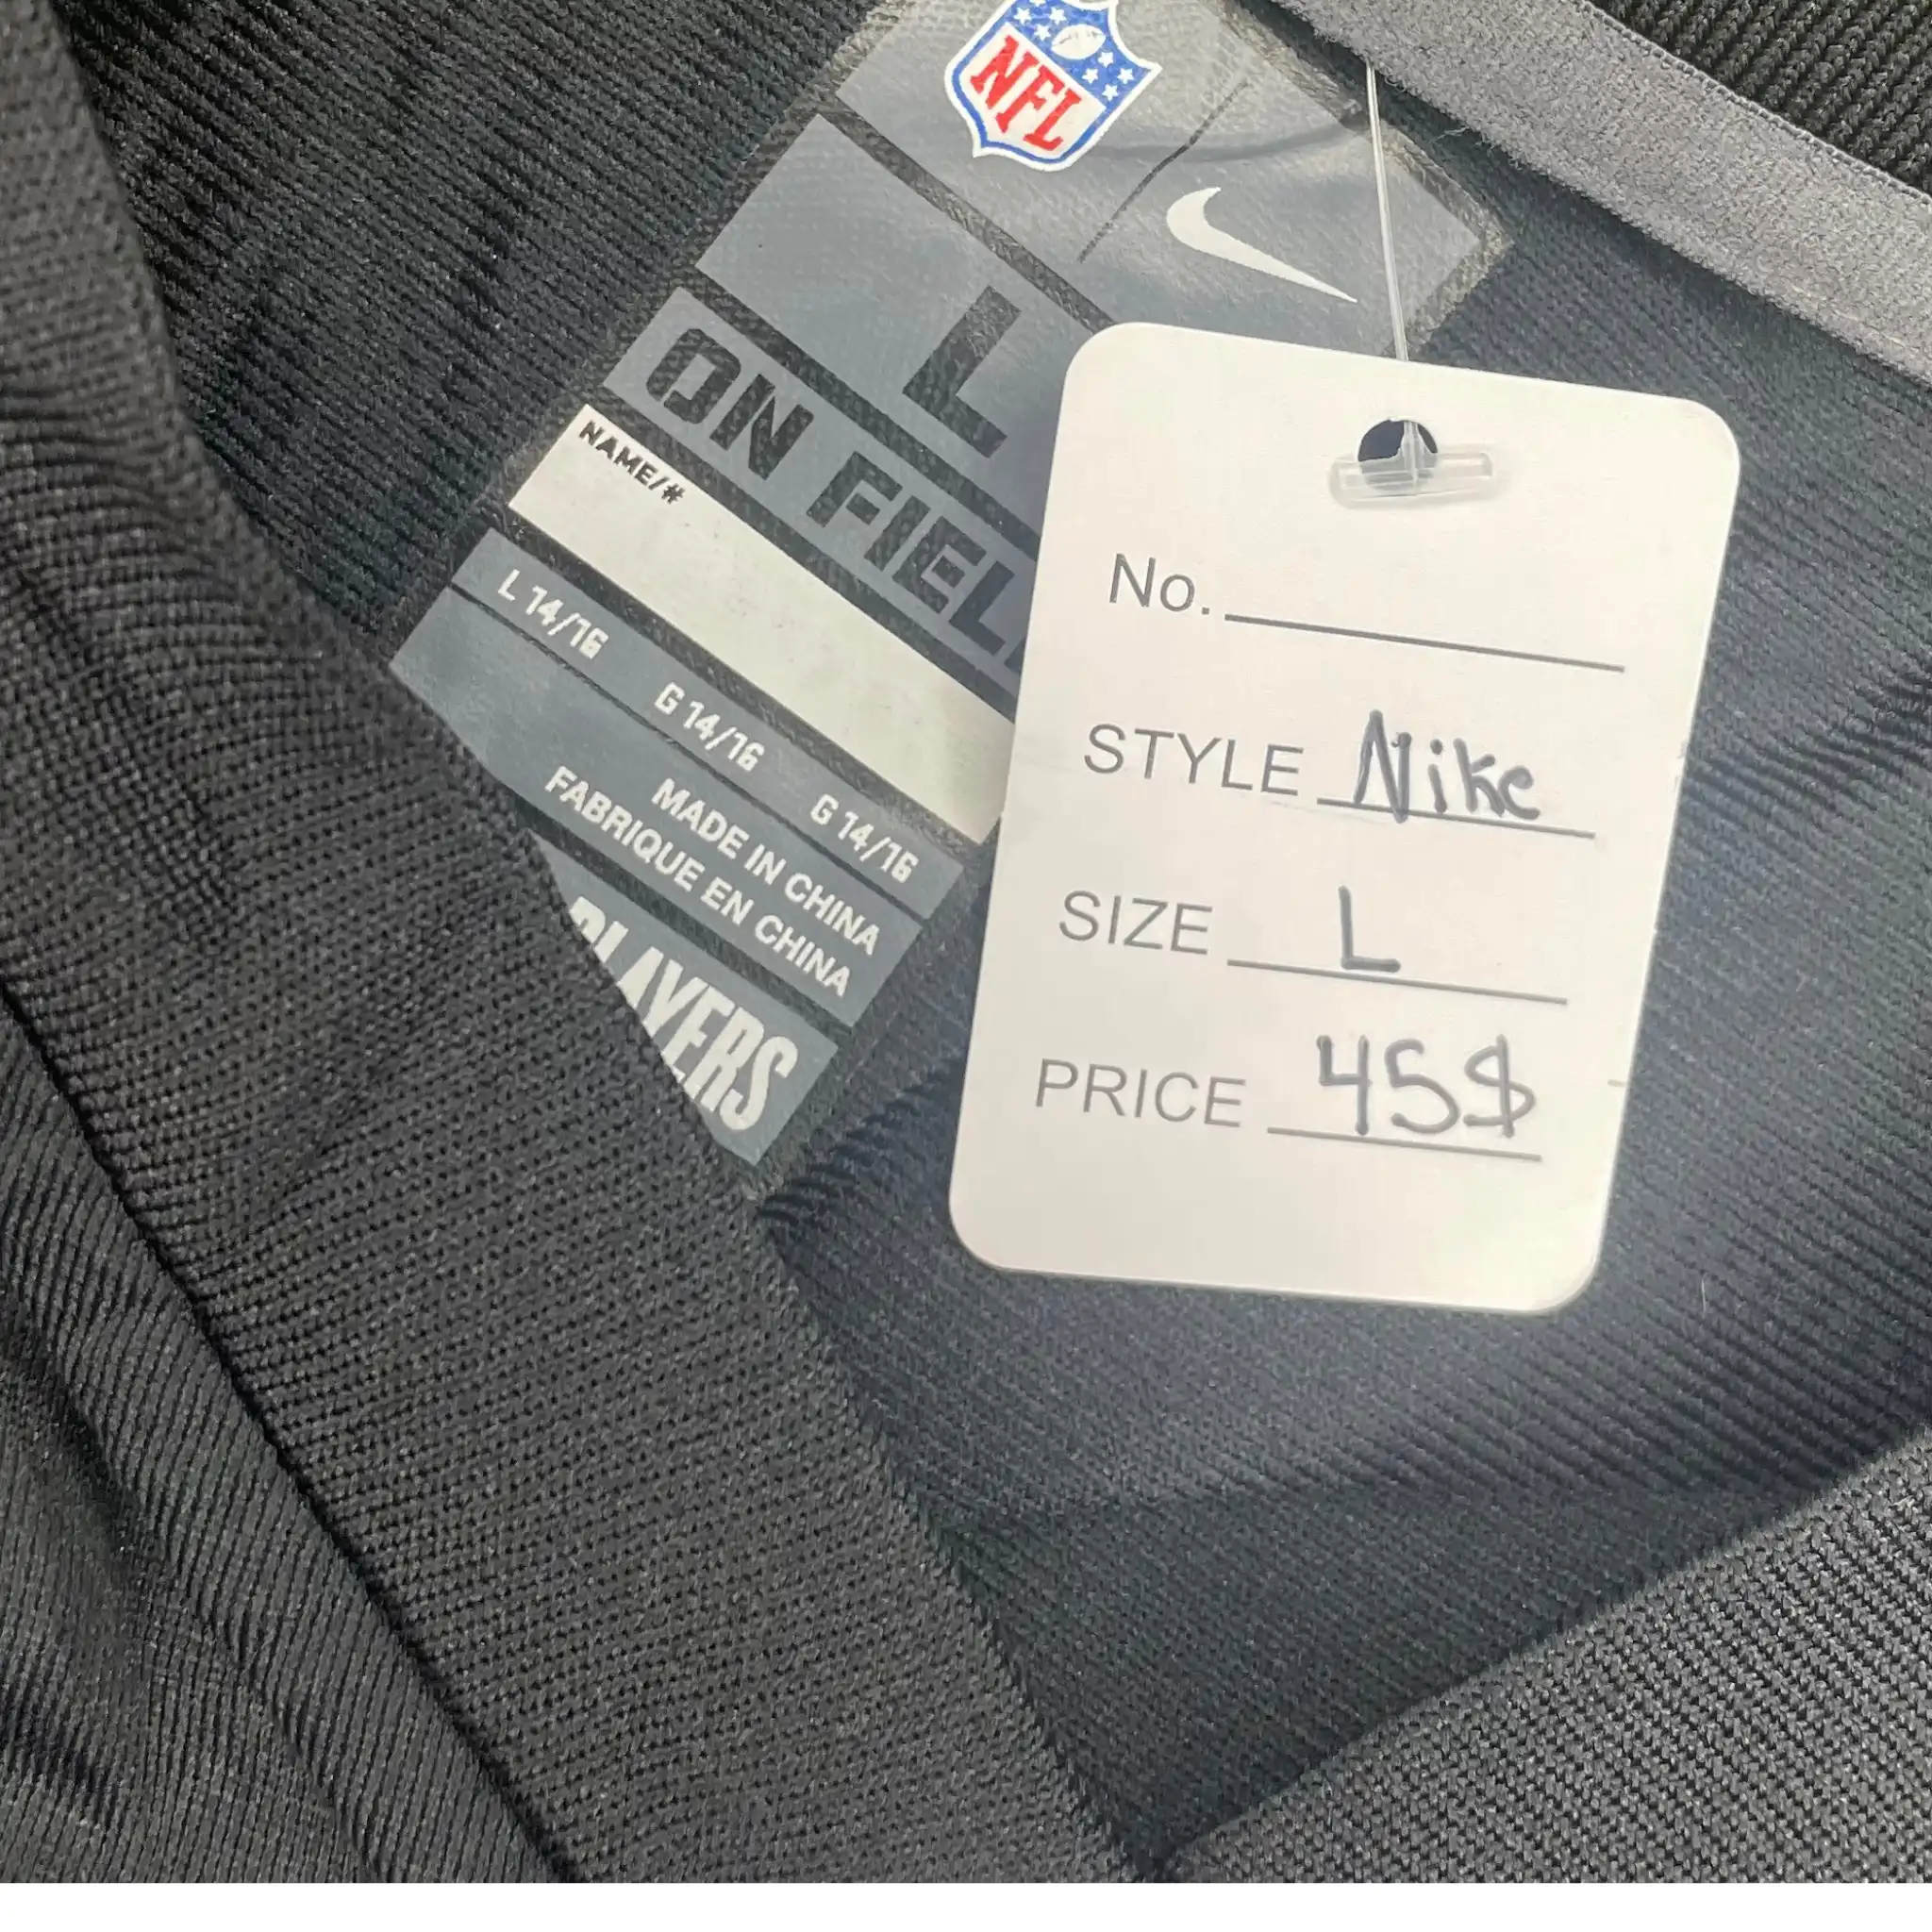 NFL
L
ON FIEL
NAME/#
L 14/16 G 14/16 G 14/16
MADE IN CHINA
FABRIQUE EN CHINA
PLAYERS
No.
STYLE Nike
SIZE L
PRICE 45$